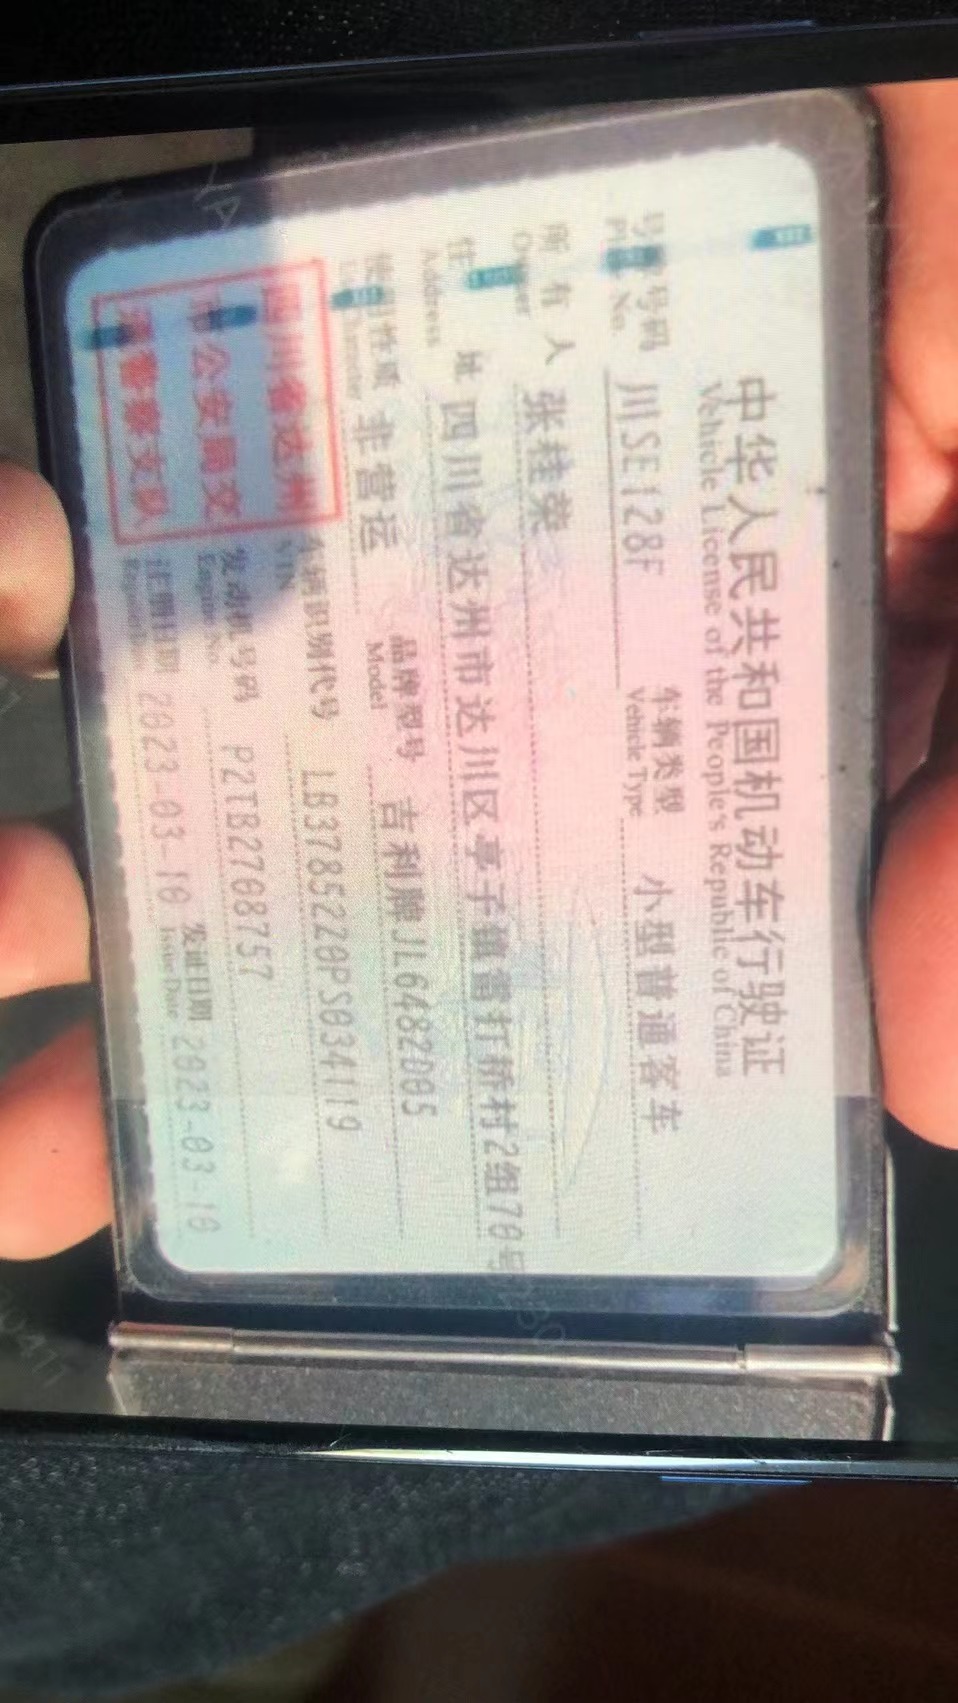 中华人民共和国机动车行驶证
Vehicle License of the People's Republic of China
号牌号码 川SE128F 车辆类型 小型普通客车
Plate No. Vehicle Type
所有人 张桂荣
Owner
住址 四川省达州市达川区亭子镇雷打桥村2组70号
Address
使用性质 非营运 品牌型号 吉利牌JL6482DD5
Use Character Model
车辆识别代号 LB378522
VIN
发动机号码 PZTB2708757
Engine No.
注册日期 2023-03-10 发证日期 2023-03-10
Register Date Issue Date
四川省达州
市公安局交
通警察支队